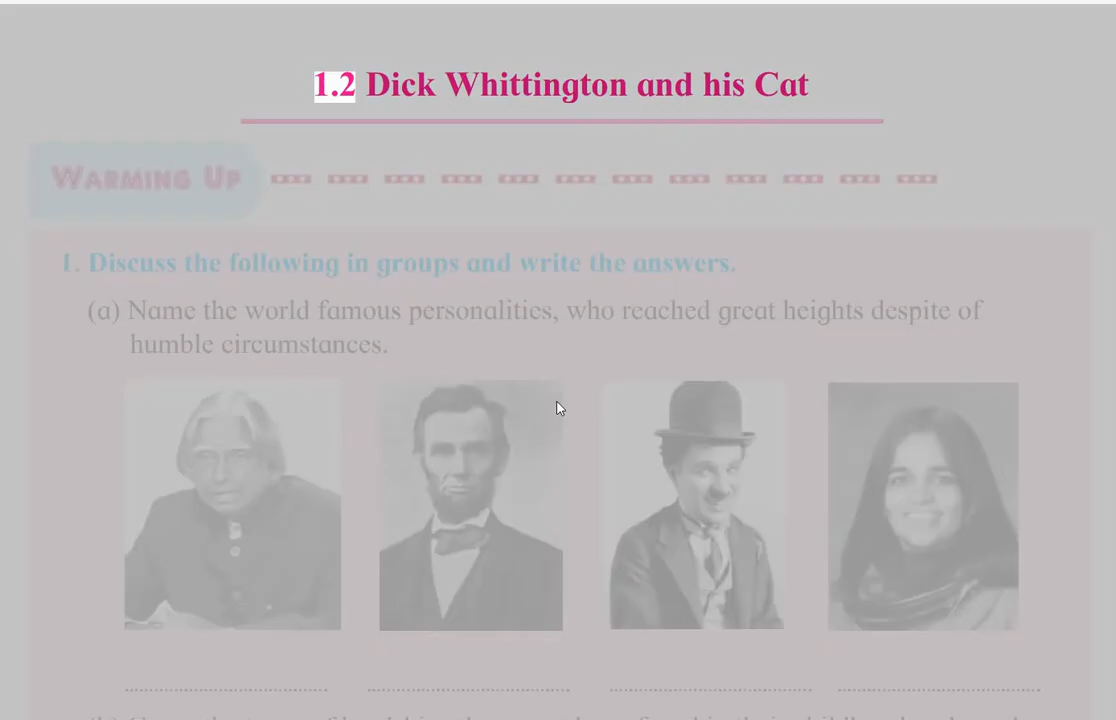 1.2 Dick Whittington and his Cat
WARMING UP
1. Discuss the following in groups and write the answers.
(a) Name the world famous personalities, who reached great heights despite of
humble circumstances.